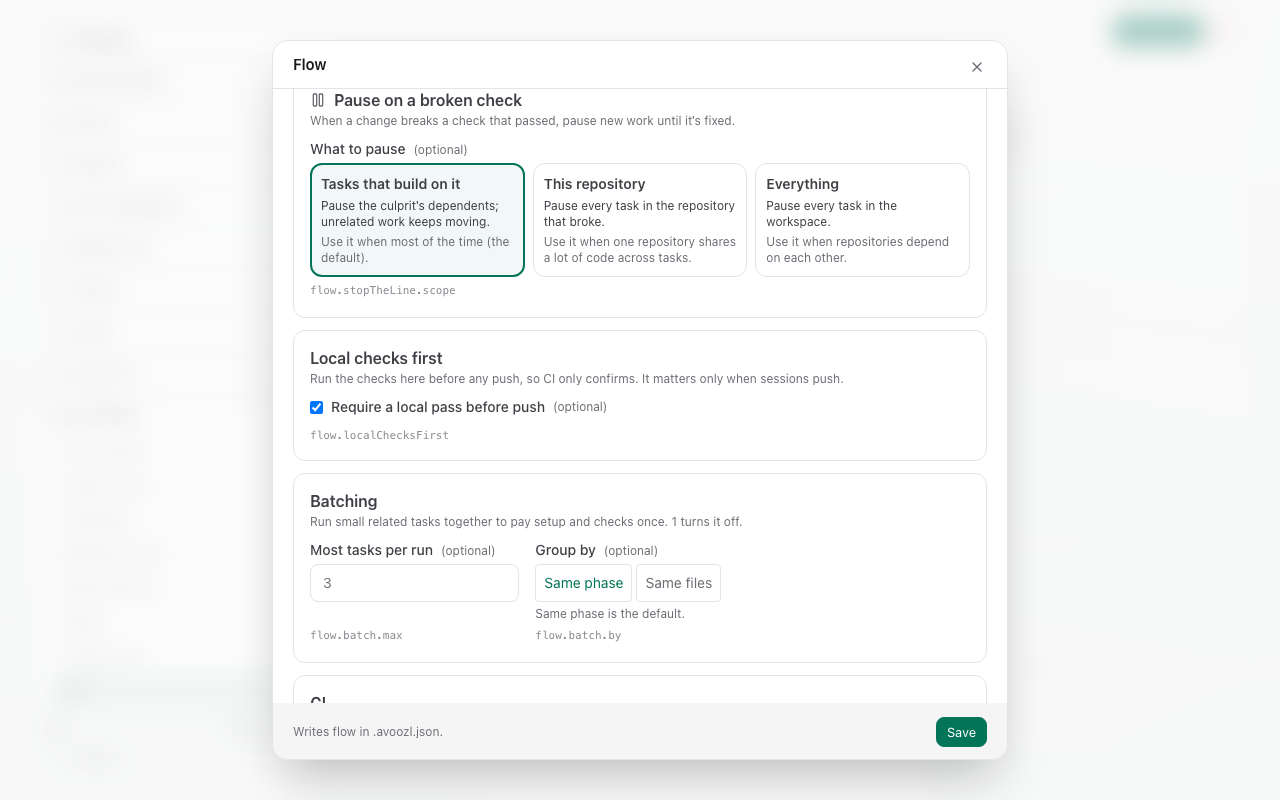 Flow
Pause on a broken check
When a change breaks a check that passed, pause new work until it's fixed.
What to pause (optional)
Tasks that build on it
Pause the culprit's dependents;
unrelated work keeps moving.
Use it when most of the time (the
default).
This repository
Pause every task in the repository
that broke.
Use it when one repository shares
a lot of code across tasks.
Everything
Pause every task in the
workspace.
Use it when repositories depend
on each other.
flow.stopTheLine.scope
Local checks first
Run the checks here before any push, so CI only confirms. It matters only when sessions push.
Require a local pass before push (optional)
flow.localChecksFirst
Batching
Run small related tasks together to pay setup and checks once. 1 turns it off.
Most tasks per run (optional)
3
flow.batch.max
Group by (optional)
Same phase
Same files
Same phase is the default.
flow.batch.by
CI
Writes flow in .avoozl.json.
Save